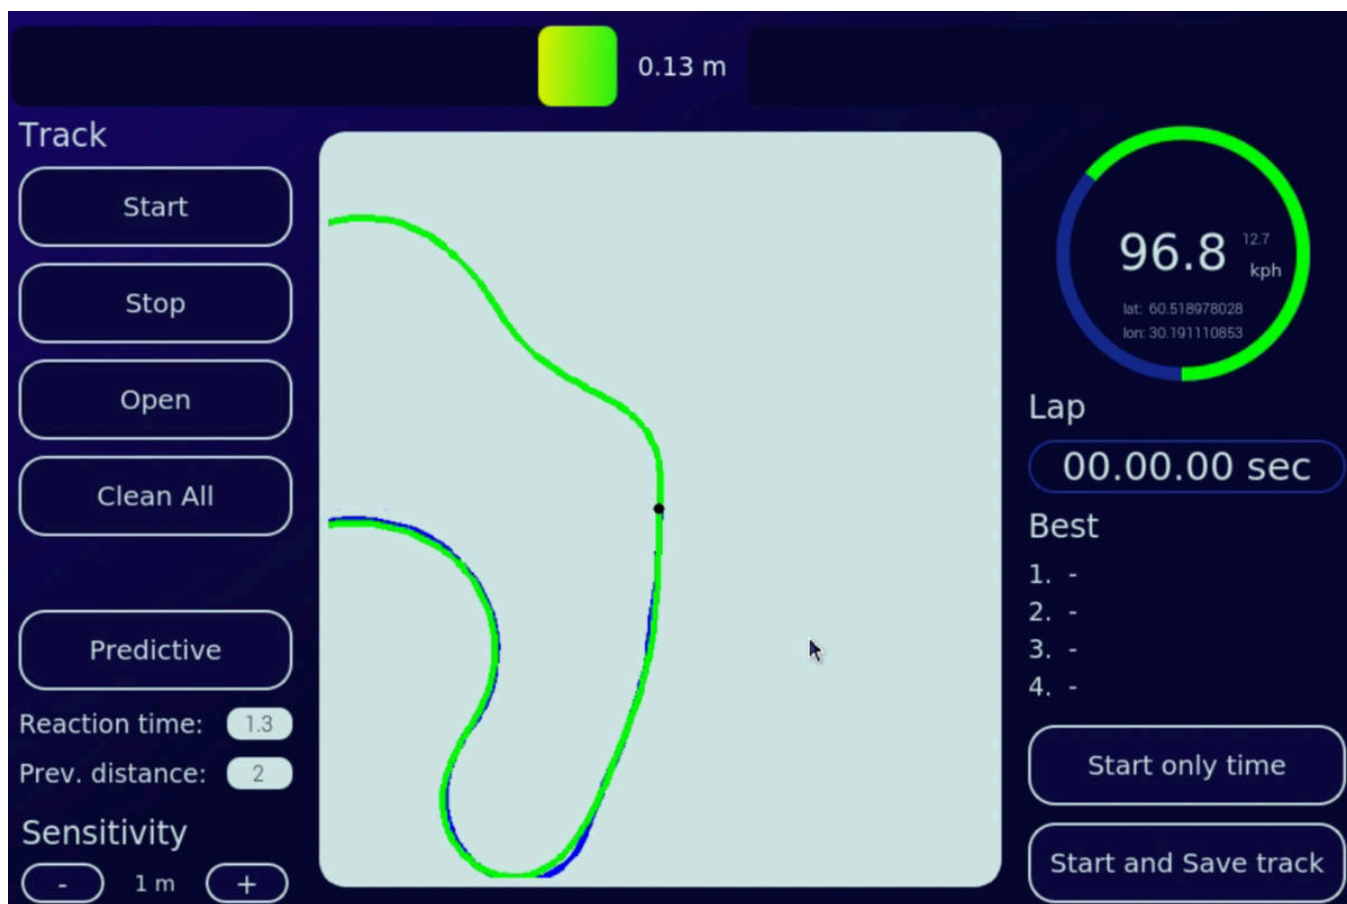 0.13 m
Track
Start
Stop
Open
Clean All
Predictive
Reaction time: 1.3
Prev. distance: 2
Sensitivity
- 1 m +
96.8 12.7 kph
lat: 60.518978028
lon: 30.191110853
Lap
00.00.00 sec
Best
1. -
2. -
3. -
4. -
Start only time
Start and Save track